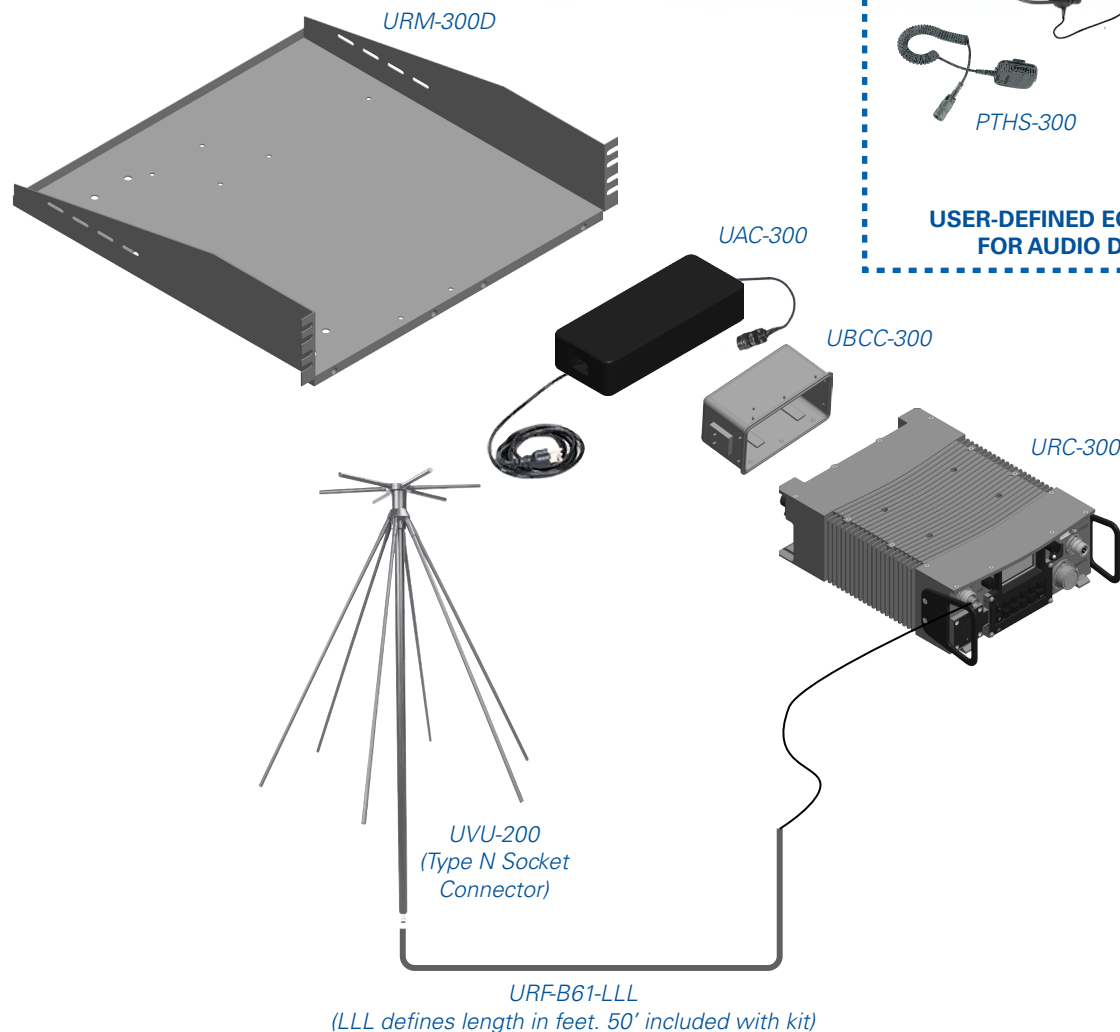 URM-300D
PTHS-300
USER-DEFINED
FOR AUDIO
UAC-300
UBCC-300
URC-300
UVU-200
(Type N Socket
Connector)
URF-B61-LLL
(LLL defines length in feet. 50’ included with kit)